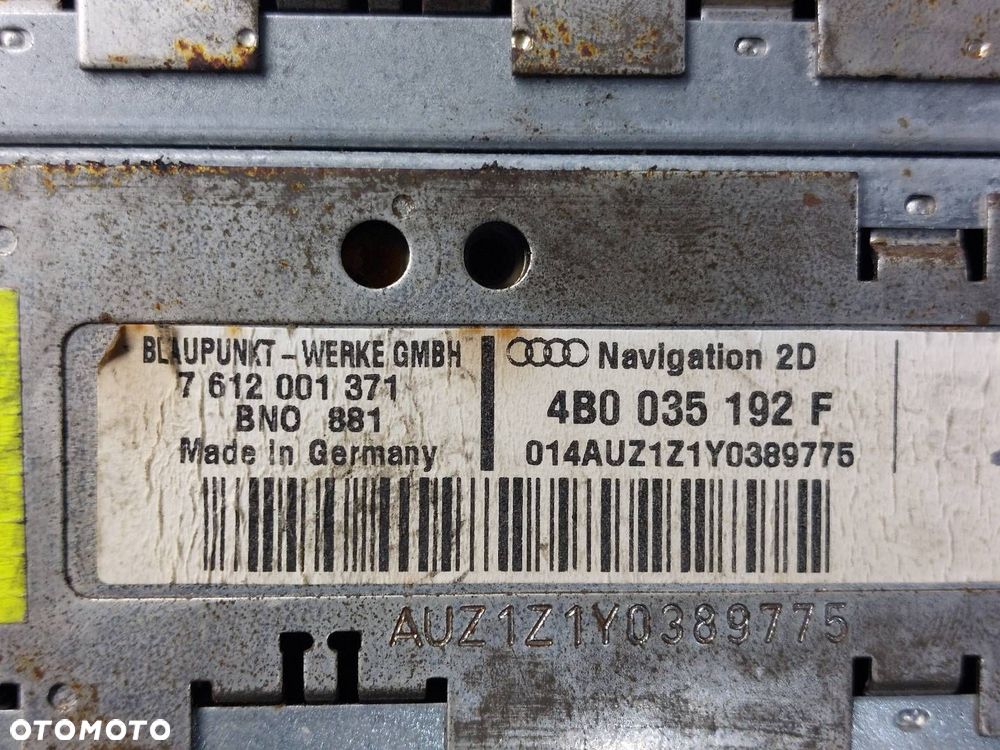 BLAUPUNKT - WERKE GMBH
7 612 001 371
BNO 881
Made in Germany
Navigation 2D
4B0 035 192 F
014AUZ1Z1Y0389775
AUZ1Z1Y0389775
OTOMOTO